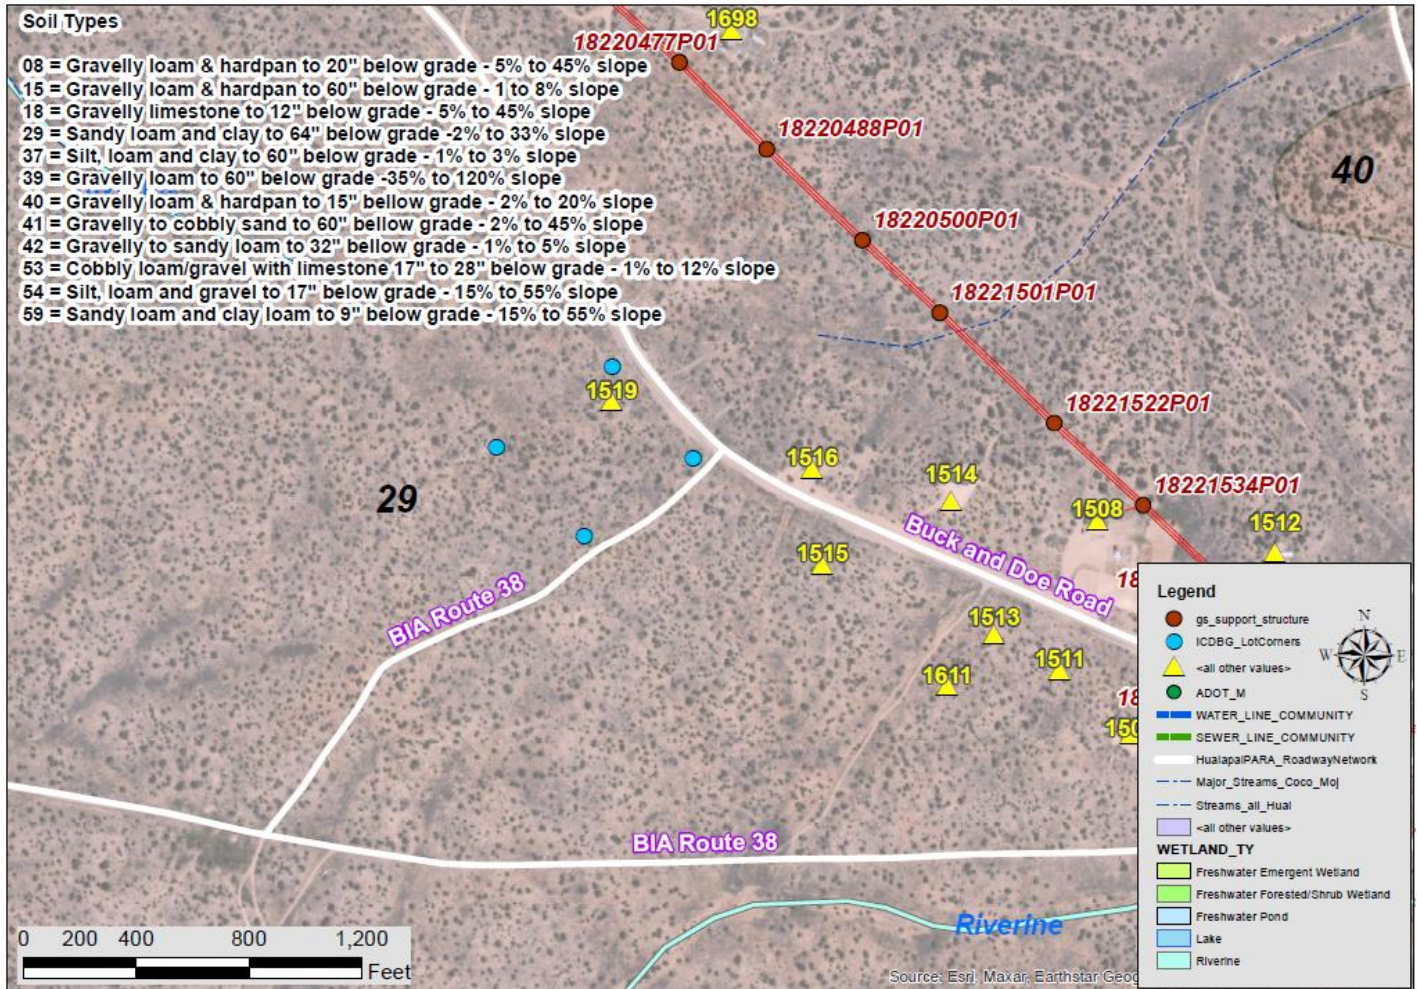 Soil Types
08 = Gravelly loam & hardpan to 20" below grade - 5% to 45% slope
15 = Gravelly loam & hardpan to 60" below grade - 1 to 8% slope
18 = Gravelly limestone to 12" below grade - 5% to 45% slope
29 = Sandy loam and clay to 64" below grade -2% to 33% slope
37 = Silt, loam and clay to 60" below grade - 1% to 3% slope
39 = Gravelly loam to 60" below grade -35% to 120% slope
40 = Gravelly loam & hardpan to 15" bellow grade - 2% to 20% slope
41 = Gravelly to cobbly sand to 60" below grade - 2% to 45% slope
42 = Gravelly to sandy loam to 32" bellow grade - 1% to 5% slope
53 = Cobbly loam/gravel with limestone 17" to 28" below grade - 1% to 12% slope
54 = Silt, loam and gravel to 17" below grade - 15% to 55% slope
59 = Sandy loam and clay loam to 9" below grade - 15% to 55% slope
1698
18220477P01
18220488P01
40
18220500P01
18221501P01
1519
18221522P01
1516
1514
18221534P01
29
1508
1512
Buck and Doe Road
1515
BIA Route 38
18
1513
1511
1611
18
150
BIA Route 38
Riverine
0 200 400 800 1,200
Feet
Source: Esri, Maxar, Earthstar Geog
Legend
gs_support_structure
ICDBG_LotCorners
<all other values>
ADOT_M
WATER_LINE_COMMUNITY
SEWER_LINE_COMMUNITY
HualapaiPARA_RoadwayNetwork
Major_Streams_Coco_Moj
Streams_all_Hual
<all other values>
WETLAND_TY
Freshwater Emergent Wetland
Freshwater Forested/Shrub Wetland
Freshwater Pond
Lake
Riverine
N
W E
S